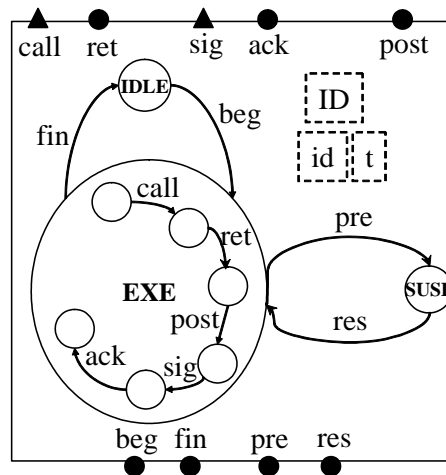 call ret sig ack post
IDLE
ID
fin
beg
id t
call
pre
ret
EXE
SUSP
post
res
ack
sig
beg fin pre res